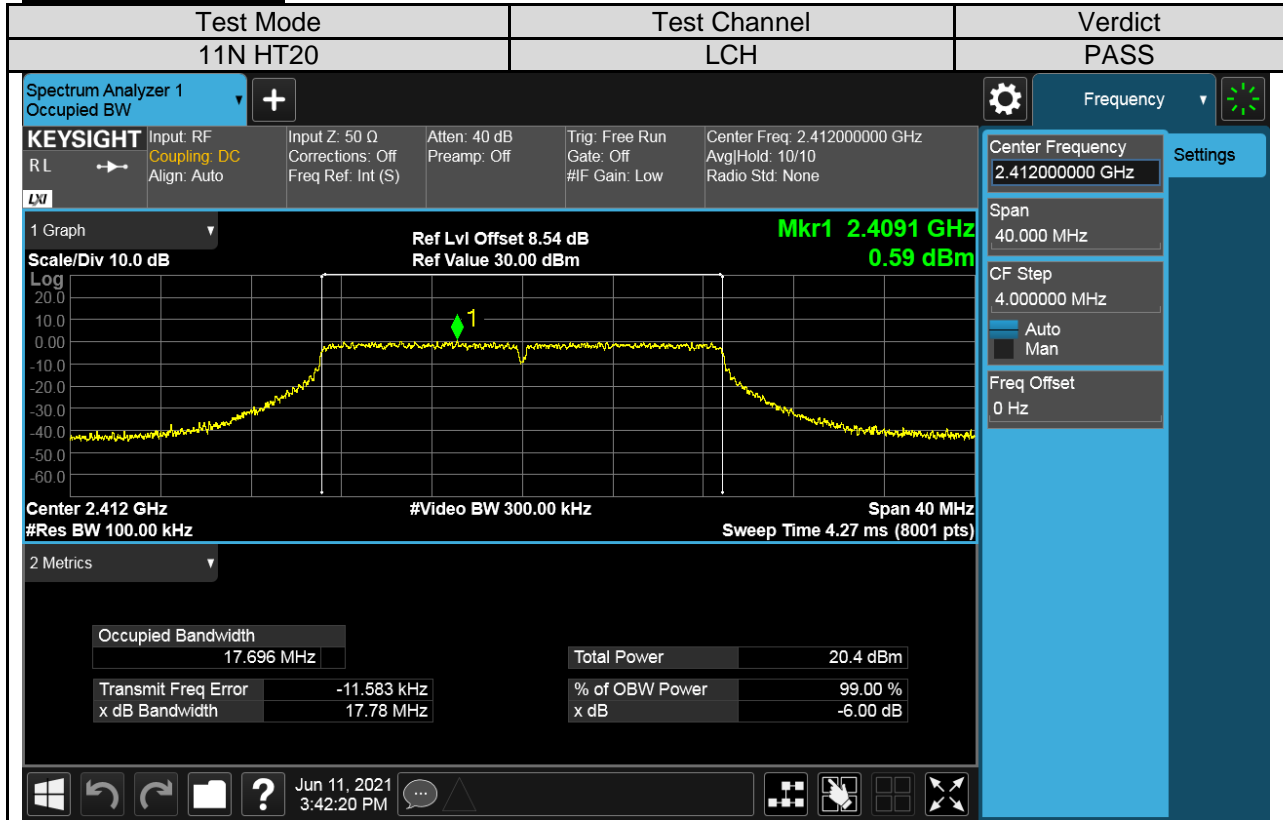 Test Mode Test Channel Verdict
11N HT20 LCH PASS
Spectrum Analyzer 1
Occupied BW
+
Frequency
KEYSIGHT Input: RF Input Z: 50 Ω Atten: 40 dB Trig: Free Run Center Freq: 2.412000000 GHz
RL Coupling: DC Corrections: Off Preamp: Off Gate: Off Avg|Hold: 10/10
Align: Auto Freq Ref: Int (S) #IF Gain: Low Radio Std: None
LXI
Center Frequency
2.412000000 GHz
Settings
Span
40.000 MHz
CF Step
4.000000 MHz
Auto
Man
Freq Offset
0 Hz
1 Graph Ref Lvl Offset 8.54 dB Mkr1 2.4091 GHz
Scale/Div 10.0 dB Ref Value 30.00 dBm 0.59 dBm
Log
20.0
10.0
1
0.00
-10.0
-20.0
-30.0
-40.0
-50.0
-60.0
Center 2.412 GHz #Video BW 300.00 kHz Span 40 MHz
#Res BW 100.00 kHz Sweep Time 4.27 ms (8001 pts)
2 Metrics
Occupied Bandwidth
17.696 MHz Total Power 20.4 dBm
Transmit Freq Error -11.583 kHz % of OBW Power 99.00 %
x dB Bandwidth 17.78 MHz x dB -6.00 dB
? Jun 11, 2021
3:42:20 PM